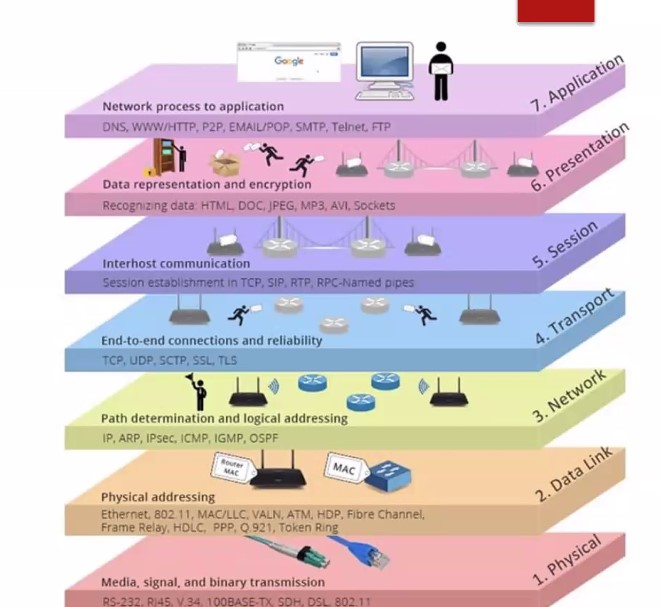 Google
7. Application
Network process to application
DNS, WWW/HTTP, P2P, EMAIL/POP, SMTP, Telnet, FTP
6. Presentation
Data representation and encryption
Recognizing data: HTML, DOC, JPEG, MP3, AVI, Sockets
5. Session
Interhost communication
Session establishment in TCP, SIP, RTP, RPC-Named pipes
4. Transport
End-to-end connections and reliability
TCP, UDP, SCTP, SSL, TLS
3. Network
Path determination and logical addressing
IP, ARP, IPsec, ICMP, IGMP, OSPF
2. Data Link
Router
MAC
MAC
Physical addressing
Ethernet, 802.11, MAC/LLC, VALN, ATM, HDP, Fibre Channel,
Frame Relay, HDLC, PPP, Q.921, Token Ring
1. Physical
Media, signal, and binary transmission
RS-232, RJ45, V.34, 100BASE-TX, SDH, DSL, 802.11